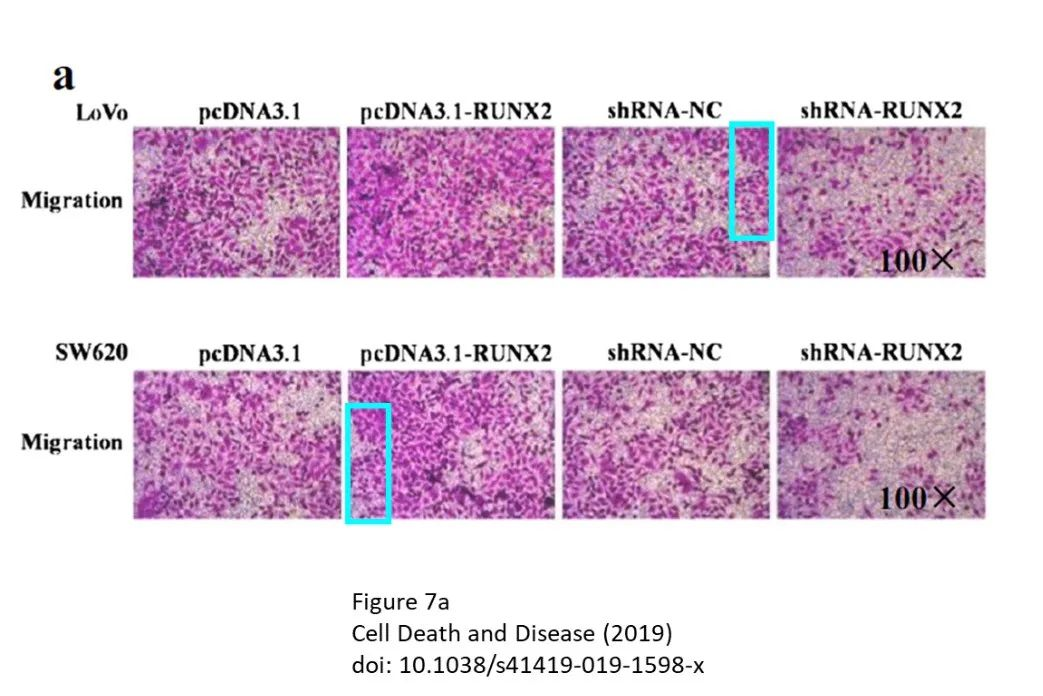 a
LoVo pcDNA3.1 pcDNA3.1-RUNX2 shRNA-NC shRNA-RUNX2
Migration
100×
SW620 pcDNA3.1 pcDNA3.1-RUNX2 shRNA-NC shRNA-RUNX2
Migration
100×
Figure 7a
Cell Death and Disease (2019)
doi: 10.1038/s41419-019-1598-x